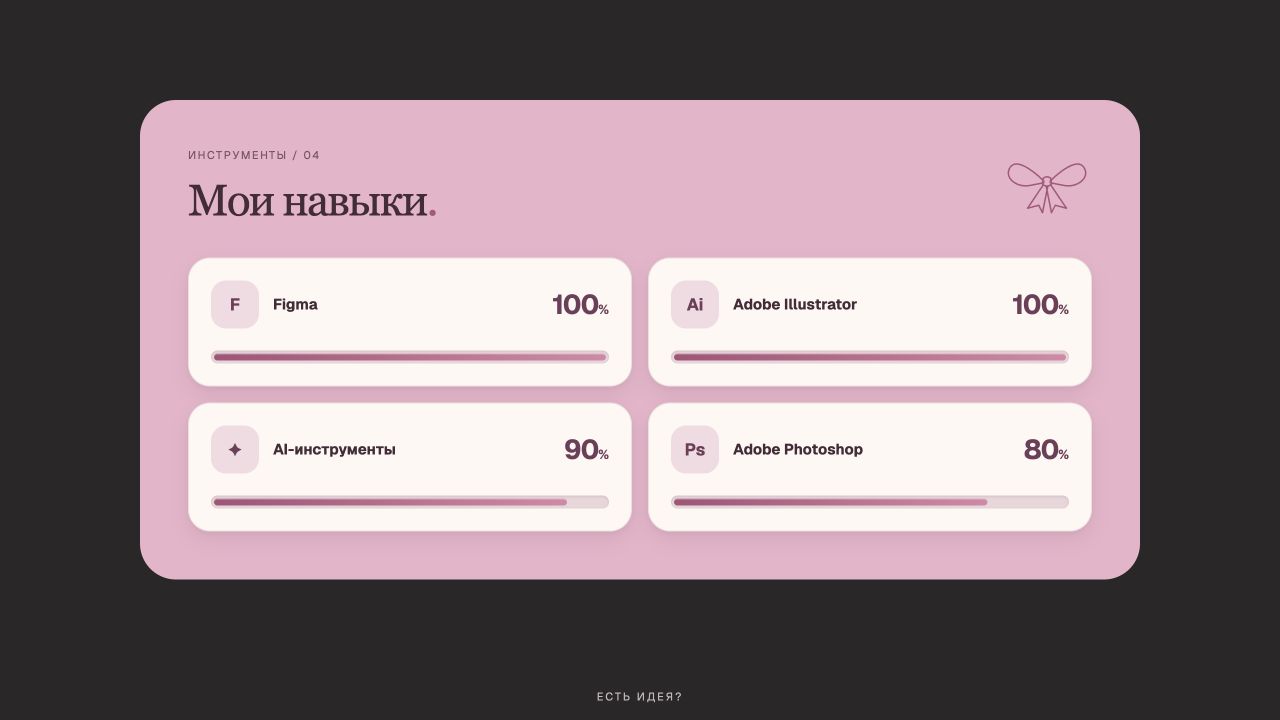 ИНСТРУМЕНТЫ / 04
Мои навыки.
F Figma 100%
Ai Adobe Illustrator 100%
AI-инструменты 90%
Ps Adobe Photoshop 80%
ЕСТЬ ИДЕЯ?